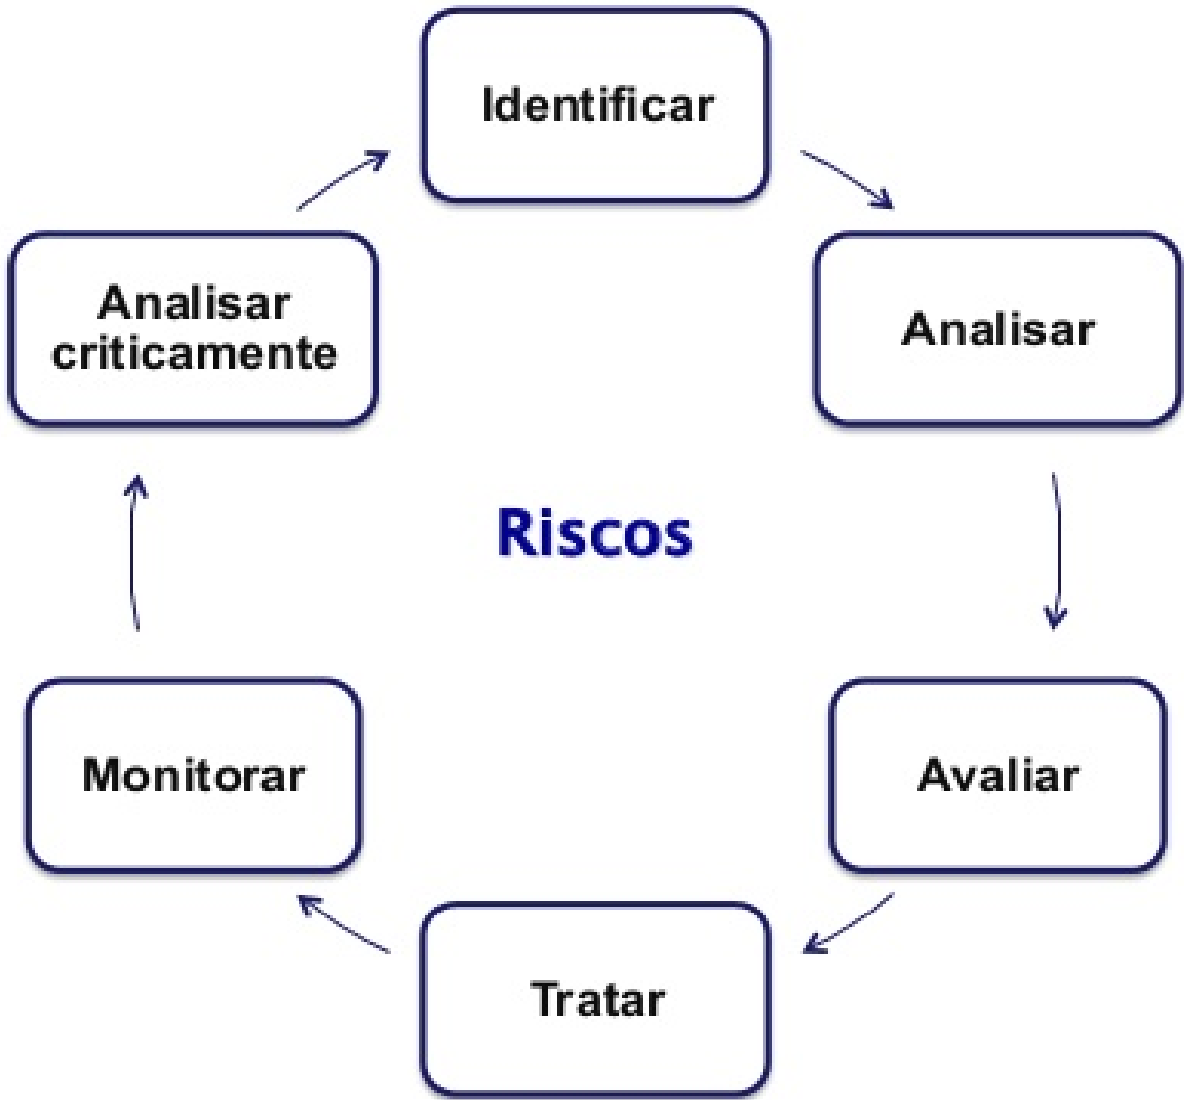 Identificar
Analisar
criticamente
Analisar
Riscos
Monitorar
Avaliar
Tratar